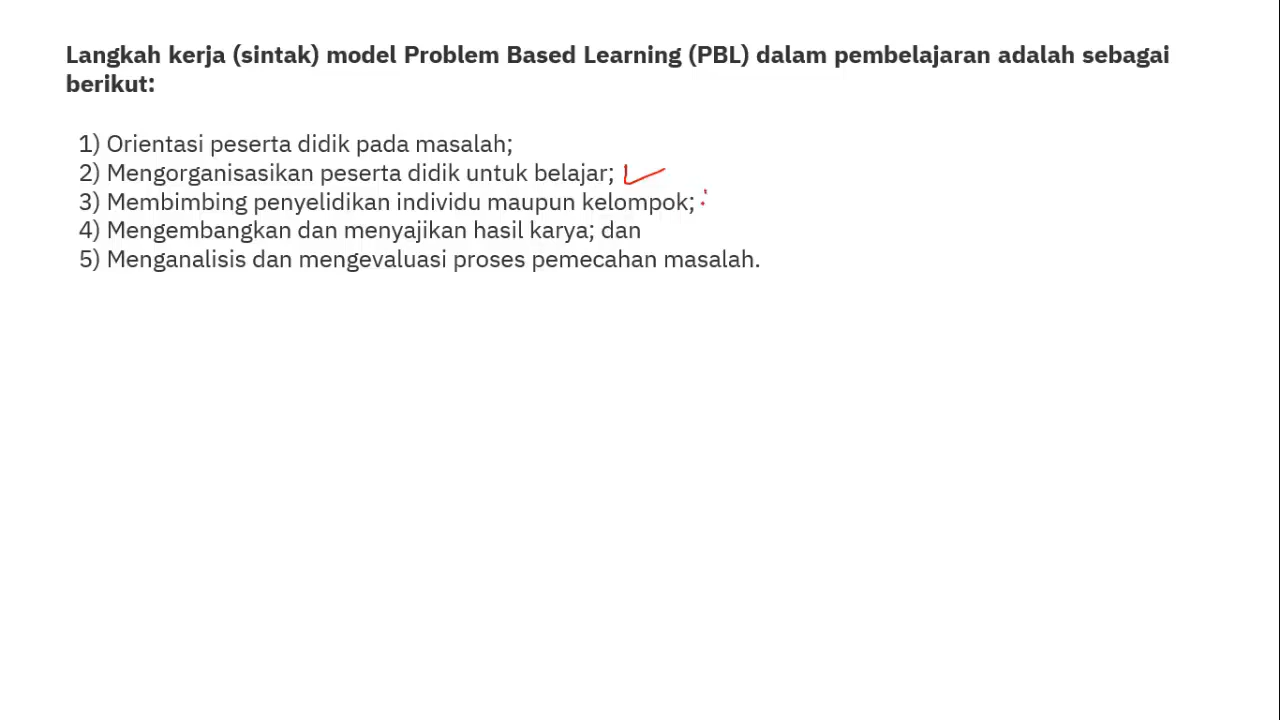 Langkah kerja (sintak) model Problem Based Learning (PBL) dalam pembelajaran adalah sebagai
berikut:
1) Orientasi peserta didik pada masalah;
2) Mengorganisasikan peserta didik untuk belajar;
3) Membimbing penyelidikan individu maupun kelompok;
4) Mengembangkan dan menyajikan hasil karya; dan
5) Menganalisis dan mengevaluasi proses pemecahan masalah.